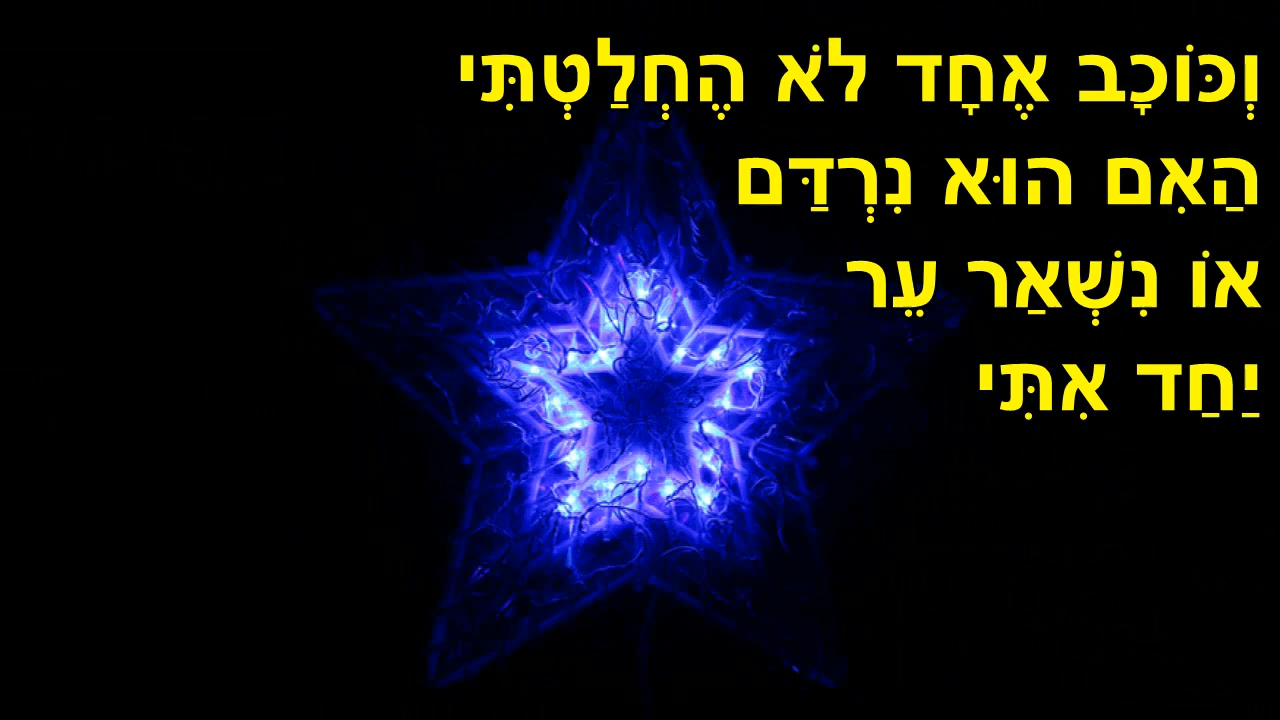 וְכּוֹכָב אֶחָד לֹא הֶחְלַטְתִּי
הַאִם הוּא נִרְדַּם
אוֹ נִשְׁאַר עֵר
יַחַד אִתִּי